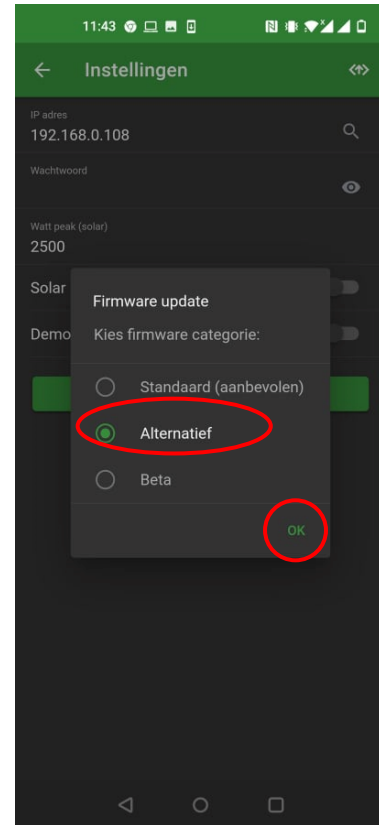 11:43
Instellingen
IP adres
192.168.0.108
Wachtwoord
Watt peak (solar)
2500
Solar
Demo
Firmware update
Kies firmware categorie:
Standaard (aanbevolen)
Alternatief
Beta
OK